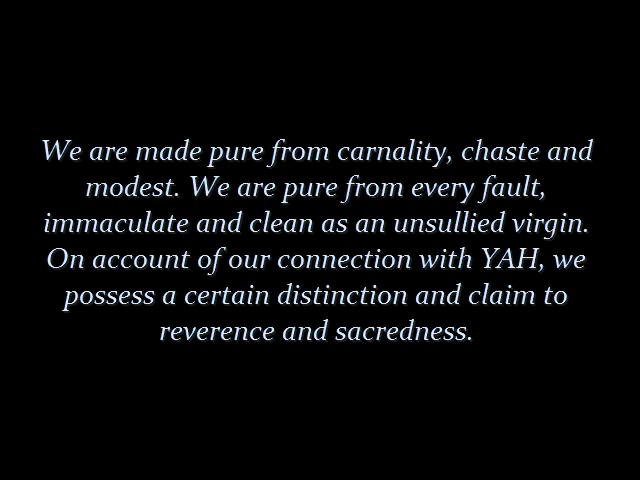 We are made pure from carnality, chaste and
modest. We are pure from every fault,
immaculate and clean as an unsullied virgin.
On account of our connection with YAH, we
possess a certain distinction and claim to
reverence and sacredness.